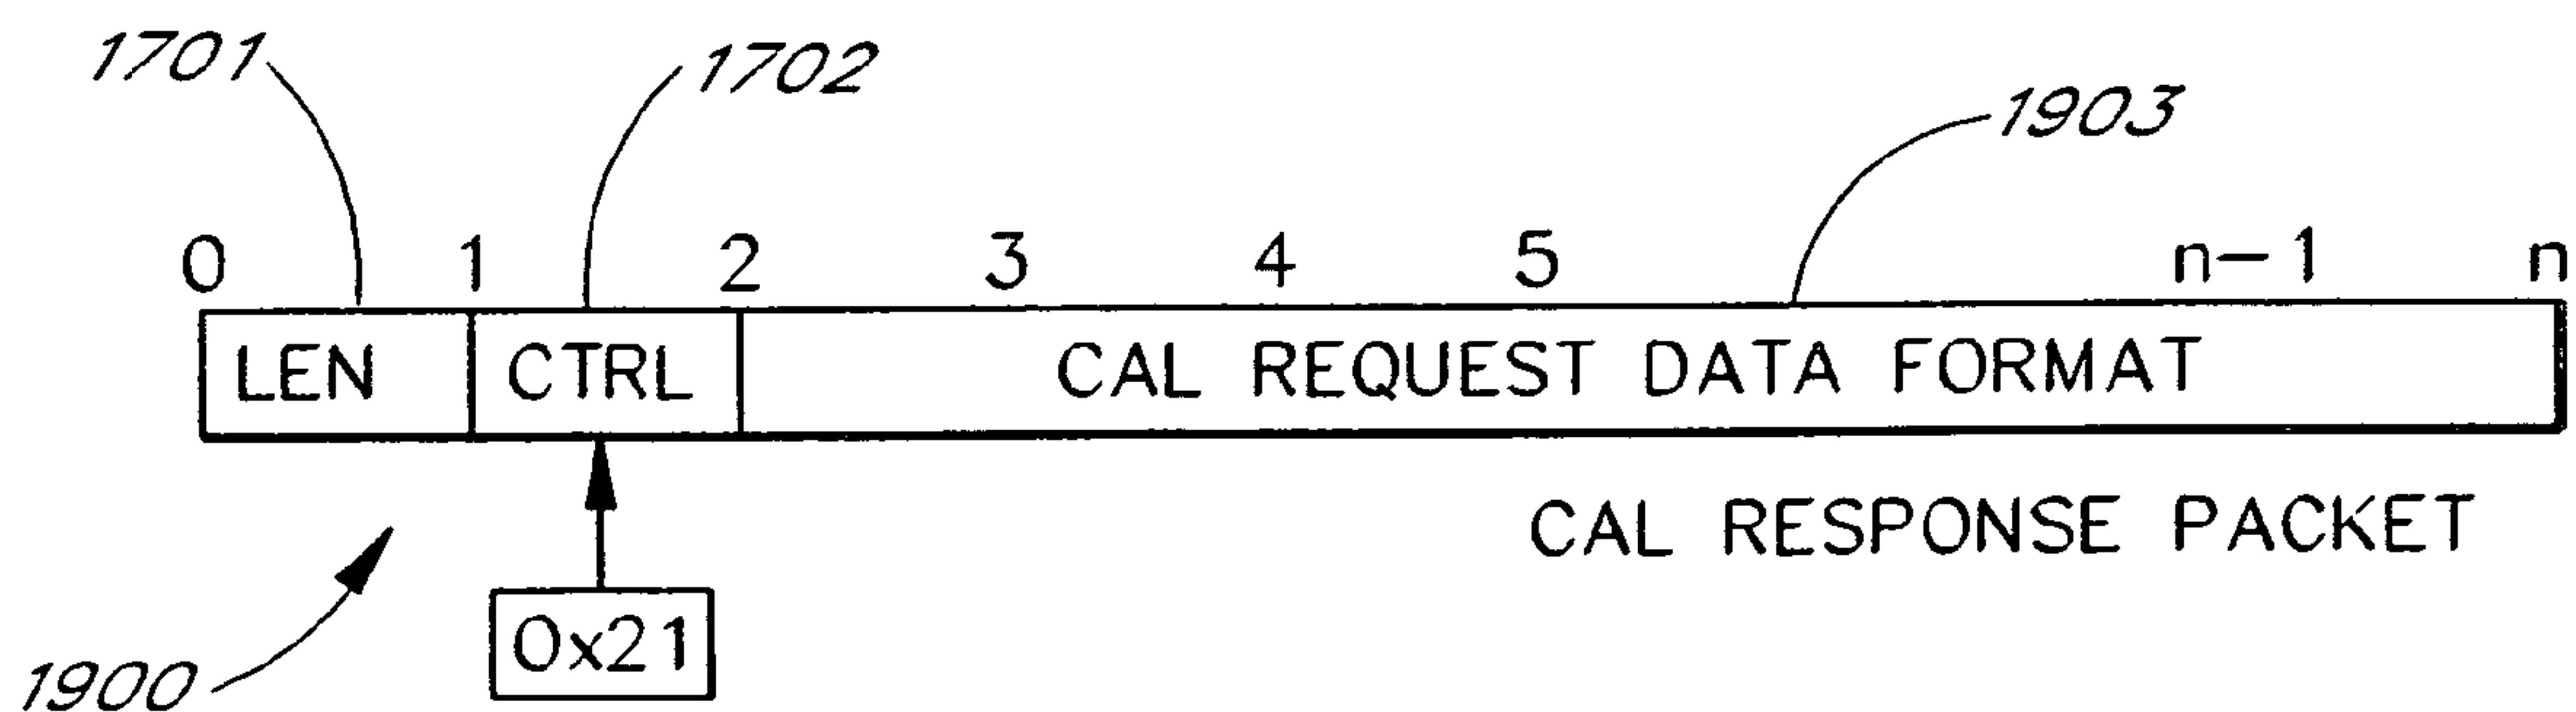 1701
1702
1903
0 1 2 3 4 5 n-1 n
LEN CTRL CAL REQUEST DATA FORMAT
CAL RESPONSE PACKET
0x21
1900